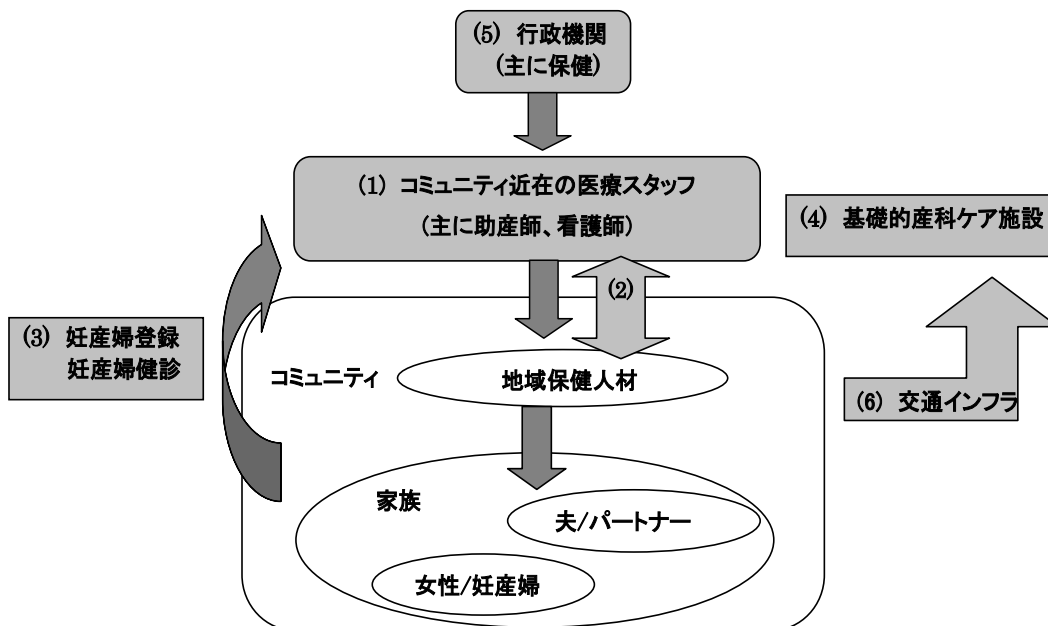 (5) 行政機関
(主に保健)
(1) コミュニティ近在の医療スタッフ
(主に助産師、看護師)
(4) 基礎的産科ケア施設
(2)
(3) 妊産婦登録
妊産婦健診
コミュニティ
地域保健人材
(6) 交通インフラ
家族
夫/パートナー
女性/妊産婦